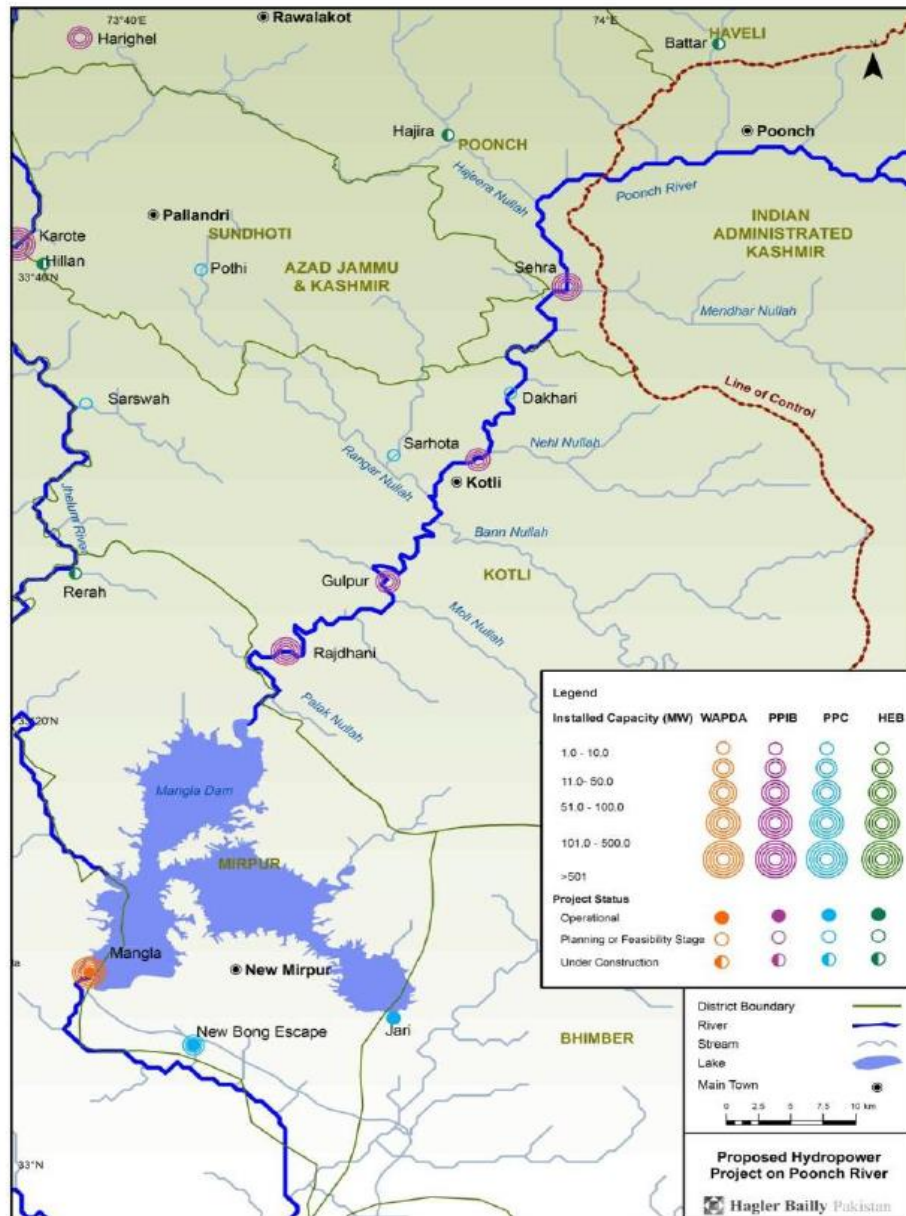 73°40'E
Rawalakot
74°E
HAVELI
Harighel
Battar
N
Hajira
POONCH
Poonch
Hajeera Nullah
Poonch River
Pallandri
Karote
SUNDHOTI
INDIAN
ADMINISTRATED
KASHMIR
Hillan
33°40'N
Pothi
AZAD JAMMU
& KASHMIR
Sehra
Mendhar Nullah
Line of Control
Sarswah
Dakhari
Sarhota
Nehl Nullah
Rangar Nullah
Kotli
Jhelum River
Bann Nullah
KOTLI
Rerah
Gulpur
Moli Nullah
Rajdhani
Palak Nullah
33°20'N
Mangla Dam
MIRPUR
Mangla
New Mirpur
New Bong Escape
Jari
BHIMBER
33°N
Legend
Installed Capacity (MW) WAPDA PPIB PPC HEB
1.0 - 10.0
11.0- 50.0
51.0 - 100.0
101.0 - 500.0
>501
Project Status
Operational
Planning or Feasibility Stage
Under Construction
District Boundary
River
Stream
Lake
Main Town
0 2.5 5 7.5 10 km
Proposed Hydropower
Project on Poonch River
Hagler Bailly Pakistan